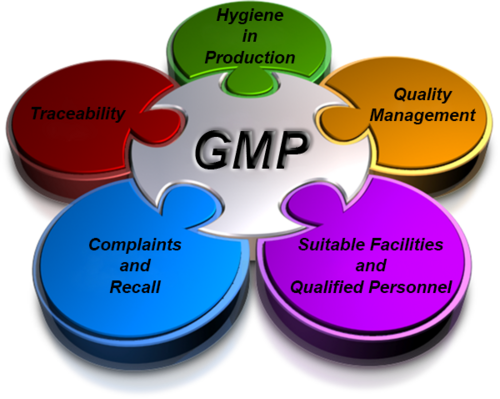 Hygiene
in
Production
Traceability
Quality
Management
GMP
Complaints
and
Recall
Suitable Facilities
and
Qualified Personnel